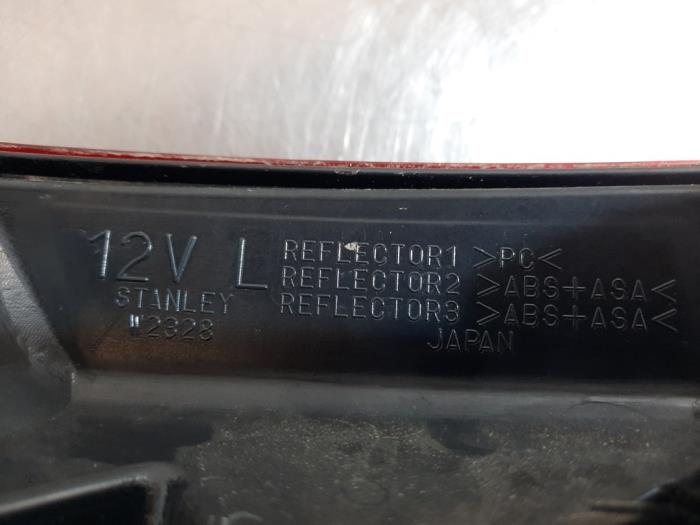 12V L REFLECTOR1 >PC<
REFLECTOR2 >ABS+ASA<
STANLEY REFLECTOR3 >ABS+ASA<
W2328 JAPAN